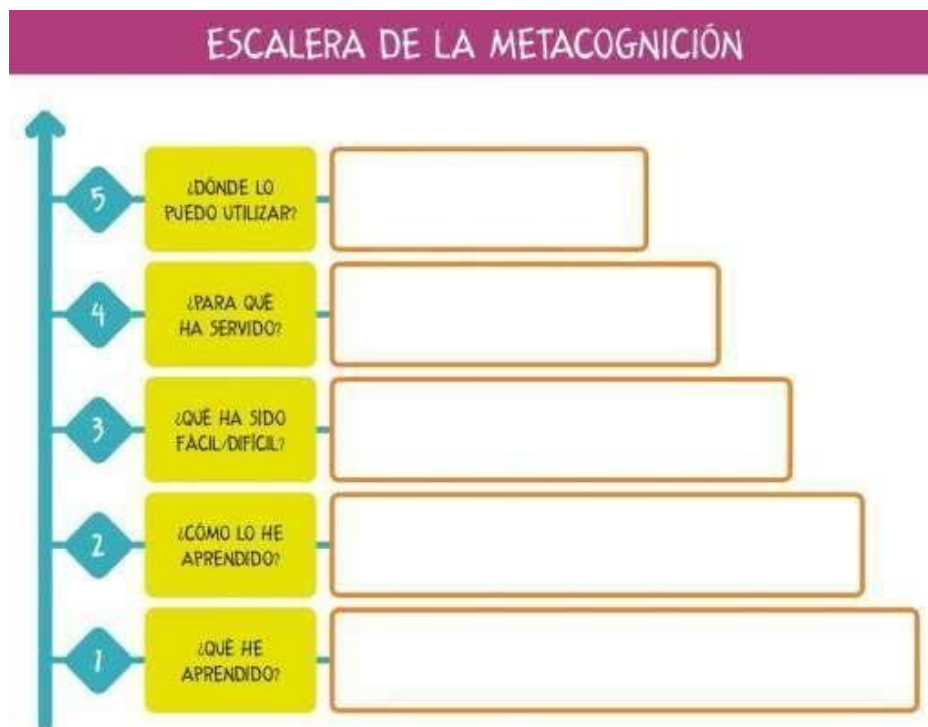 ESCALERA DE LA METACOGNICIÓN
5
¿DÓNDE LO
PUEDO UTILIZAR?
4
¿PARA QUÉ
HA SERVIDO?
3
¿QUÉ HA SIDO
FÁCIL/DIFÍCIL?
2
¿CÓMO LO HE
APRENDIDO?
1
¿QUÉ HE
APRENDIDO?